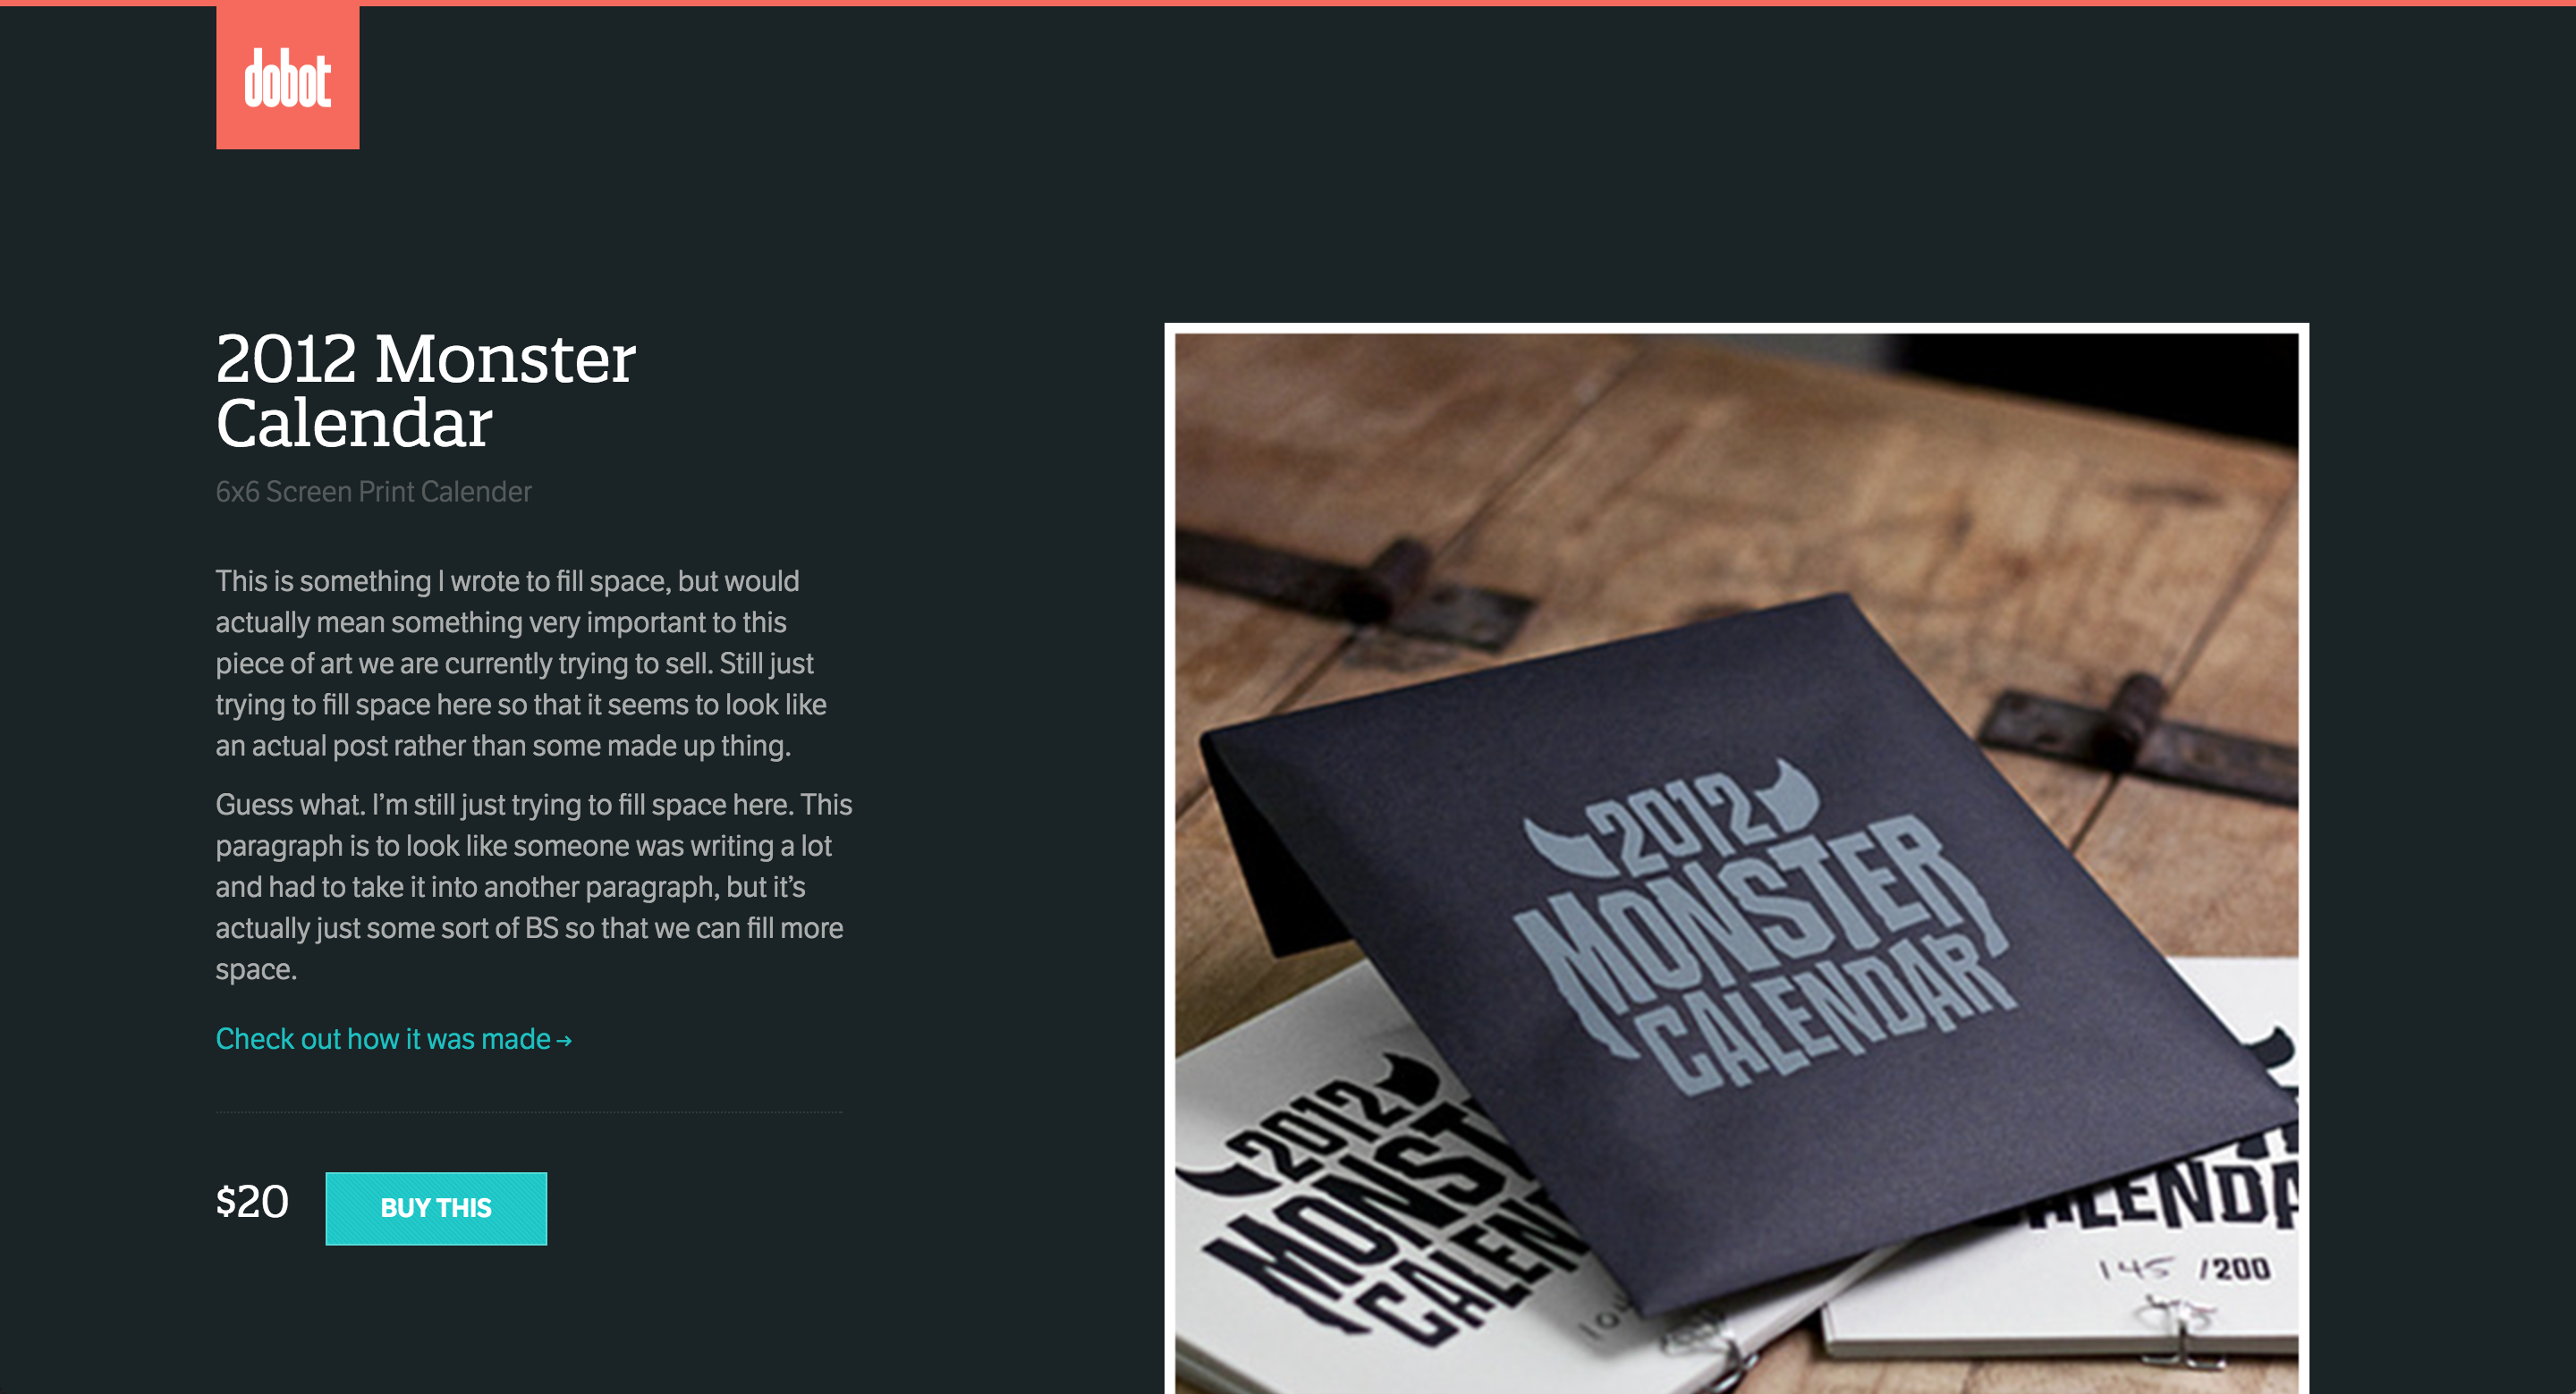 dobot
2012 Monster
Calendar
6x6 Screen Print Calender
This is something I wrote to fill space, but would
actually mean something very important to this
piece of art we are currently trying to sell. Still just
trying to fill space here so that it seems to look like
an actual post rather than some made up thing.
Guess what. I'm still just trying to fill space here. This
paragraph is to look like someone was writing a lot
and had to take it into another paragraph, but it's
actually just some sort of BS so that we can fill more
space.
Check out how it was made →
$20
BUY THIS
2012
MONSTER
CALENDAR
2012
MONST
CALEN
ALENDA
145 /200